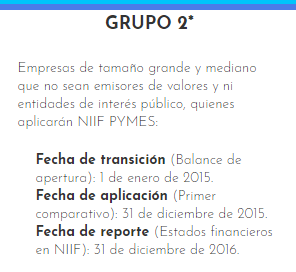 GRUPO 2*
Empresas de tamaño grande y mediano
que no sean emisores de valores y ni
entidades de interés público, quienes
aplicarán NIIF PYMES:
Fecha de transición (Balance de
apertura): 1 de enero de 2015.
Fecha de aplicación (Primer
comparativo): 31 de diciembre de 2015.
Fecha de reporte (Estados financieros
en NIIF): 31 de diciembre de 2016.